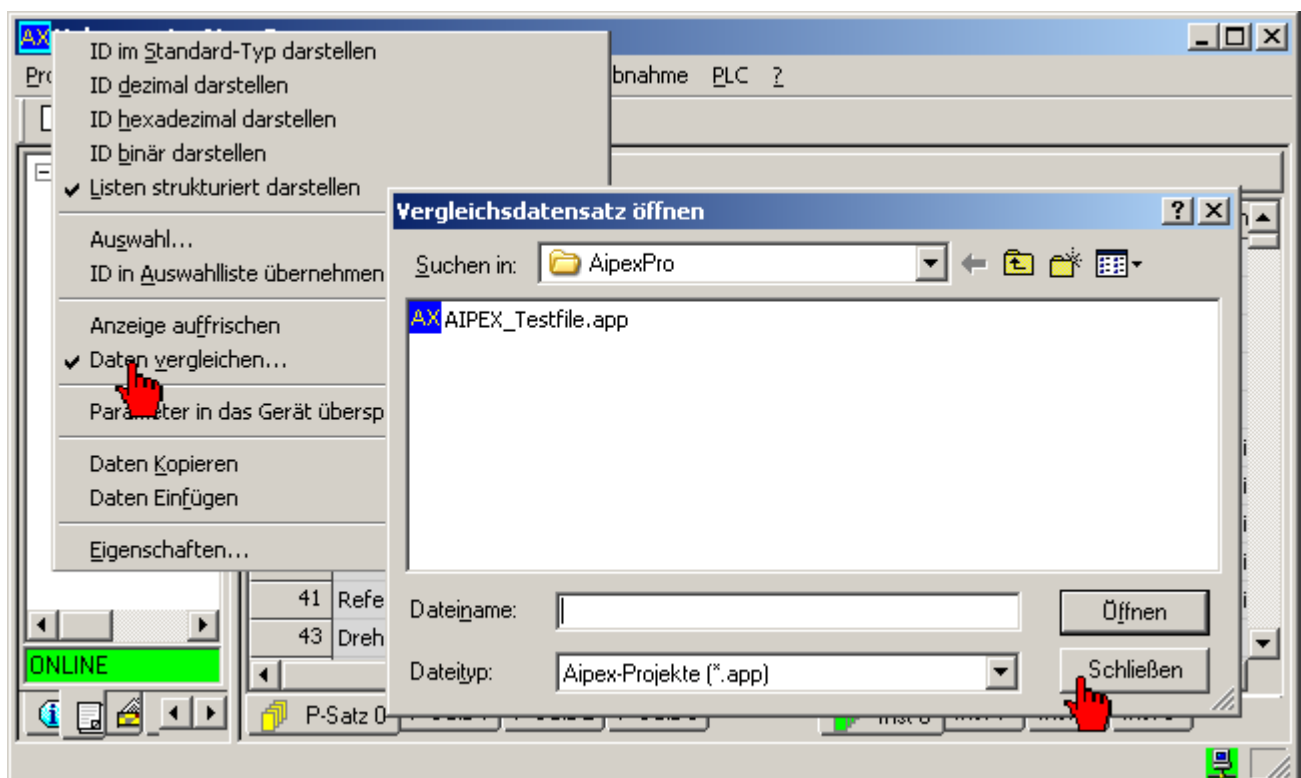 AX
bnahme PLC ?
ID im Standard-Typ darstellen
ID dezimal darstellen
ID hexadezimal darstellen
ID binär darstellen
Listen strukturiert darstellen
Auswahl...
ID in Auswahlliste übernehmen
Anzeige auffrischen
Daten vergleichen...
Parameter in das Gerät übersp
Daten Kopieren
Daten Einfügen
Eigenschaften...
Vergleichsdatensatz öffnen
Suchen in: AipexPro
AX AIPEX_Testfile.app
Dateiname:
Öffnen
Dateityp: Aipex-Projekte (*.app)
Schließen
41 Refe
43 Dreh
ONLINE
P-Satz 0